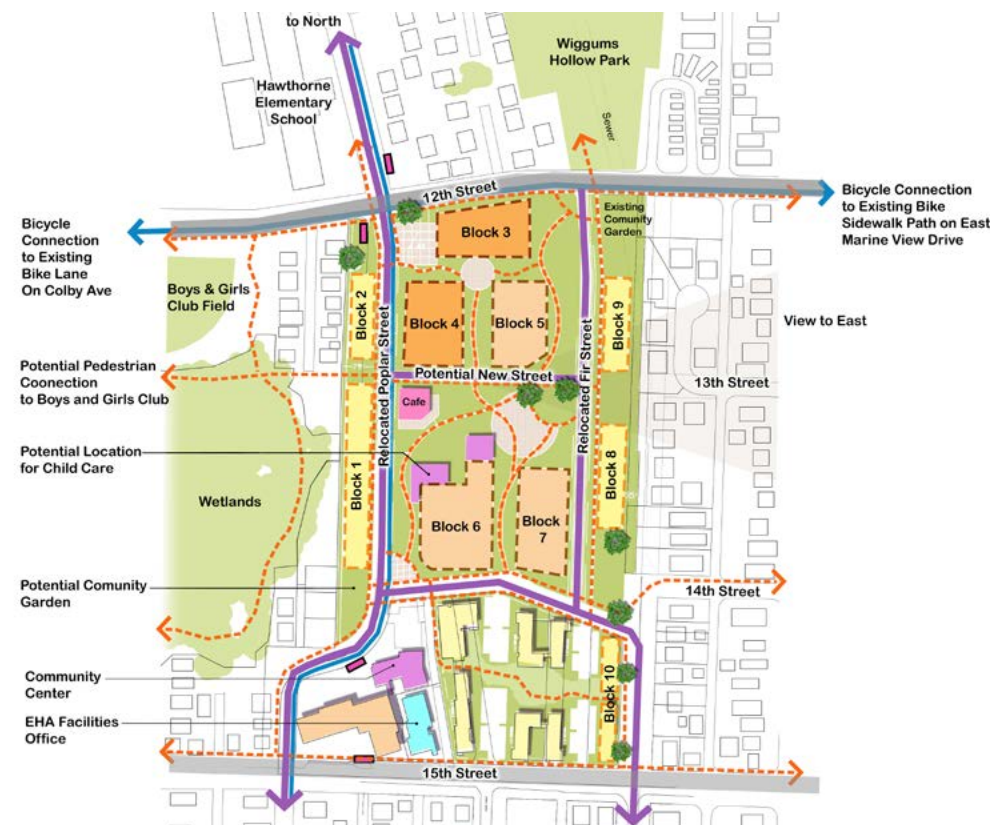 to North
Wiggums
Hollow Park
Hawthorne
Elementary
School
Sewer
12th Street
Bicycle Connection
to Existing Bike
Sidewalk Path on East
Marine View Drive
Existing
Comunity
Garden
Bicycle
Connection
to Existing
Bike Lane
On Colby Ave
Block 3
Boys & Girls
Club Field
Block 2
Block 4
Block 5
Block 9
View to East
Relocated Poplar Street
Relocated Fir Street
Potential Pedestrian
Coonection
to Boys and Girls Club
Potential New Street
13th Street
Cafe
Potential Location
for Child Care
Block 1
Block 8
Wetlands
Block 6
Block
7
Potential Comunity
Garden
14th Street
Community
Center
Block 10
EHA Facilities
Office
15th Street